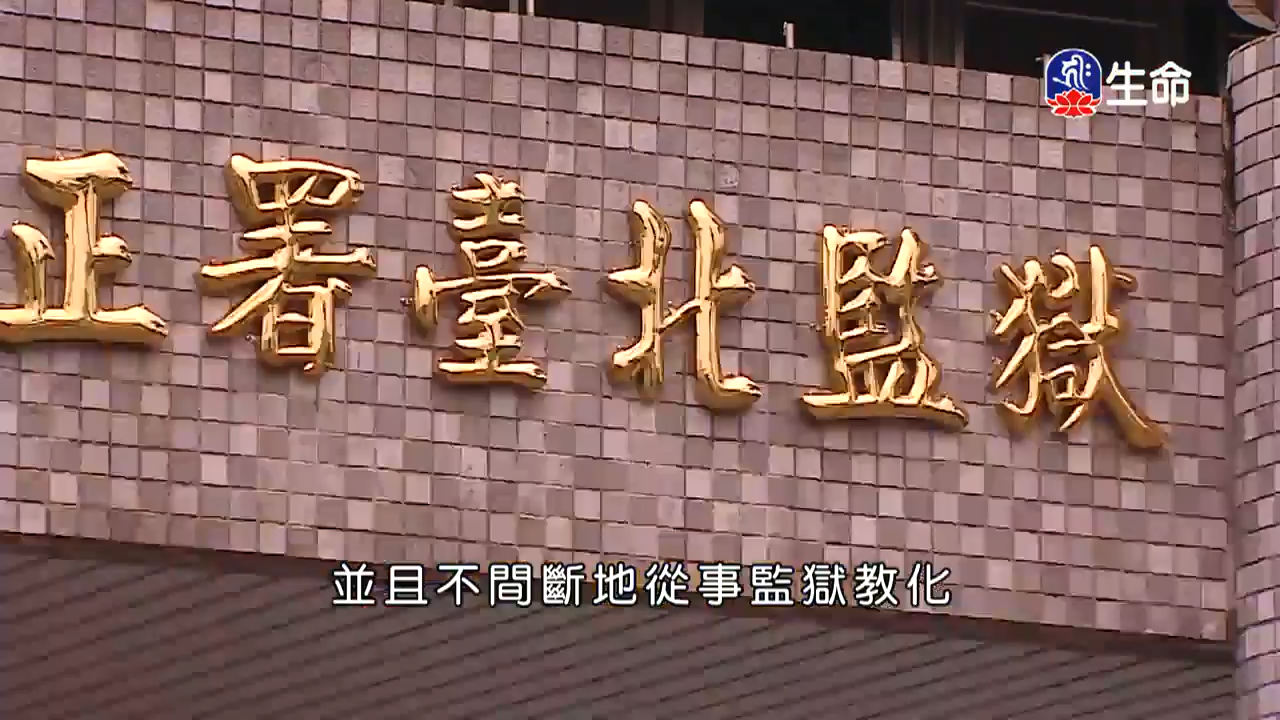 生命
正署臺北監獄
並且不間斷地從事監獄教化